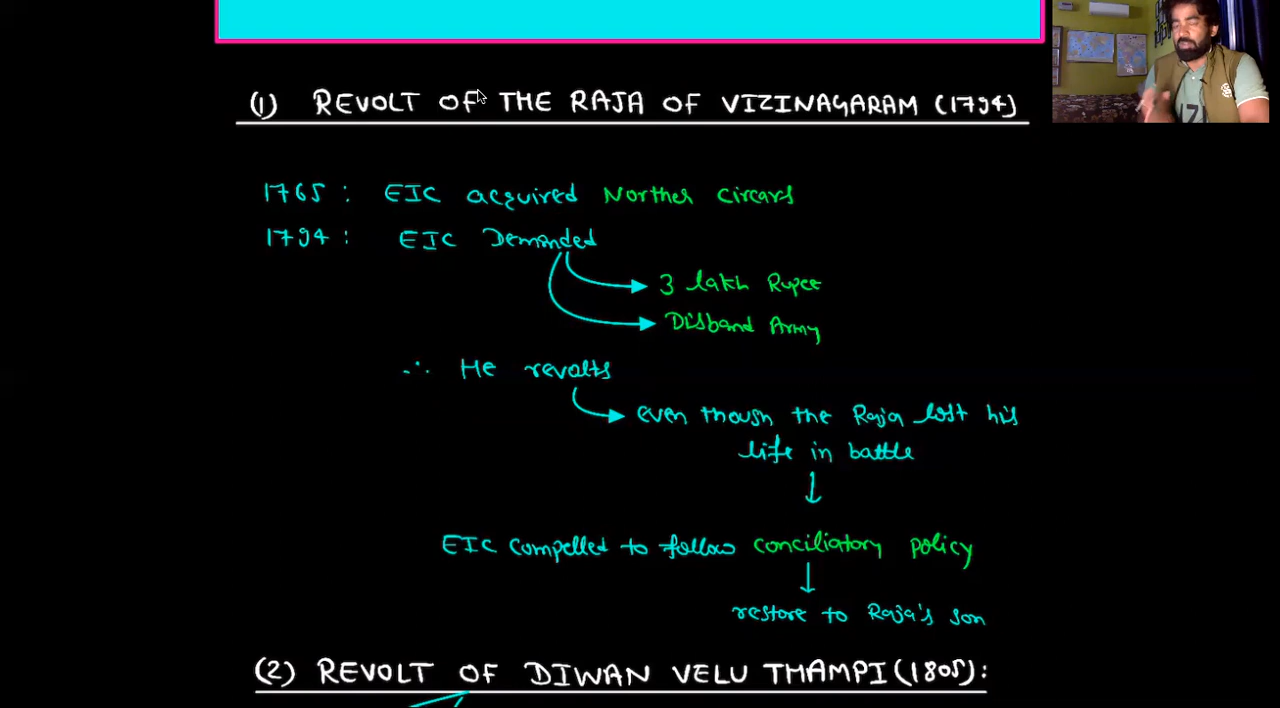 (1) REVOLT OF THE RAJA OF VIZINAGARAM (1794)
1765 : EIC acquired Norther Circars
1794 : EIC Demanded
3 lakh Rupee
Disband Army
∴ He revolts
even though the Raja lost his
life in battle
EIC compelled to follow conciliatory policy
restore to Raja's son
(2) REVOLT OF DIWAN VELU THAMPI (1805):